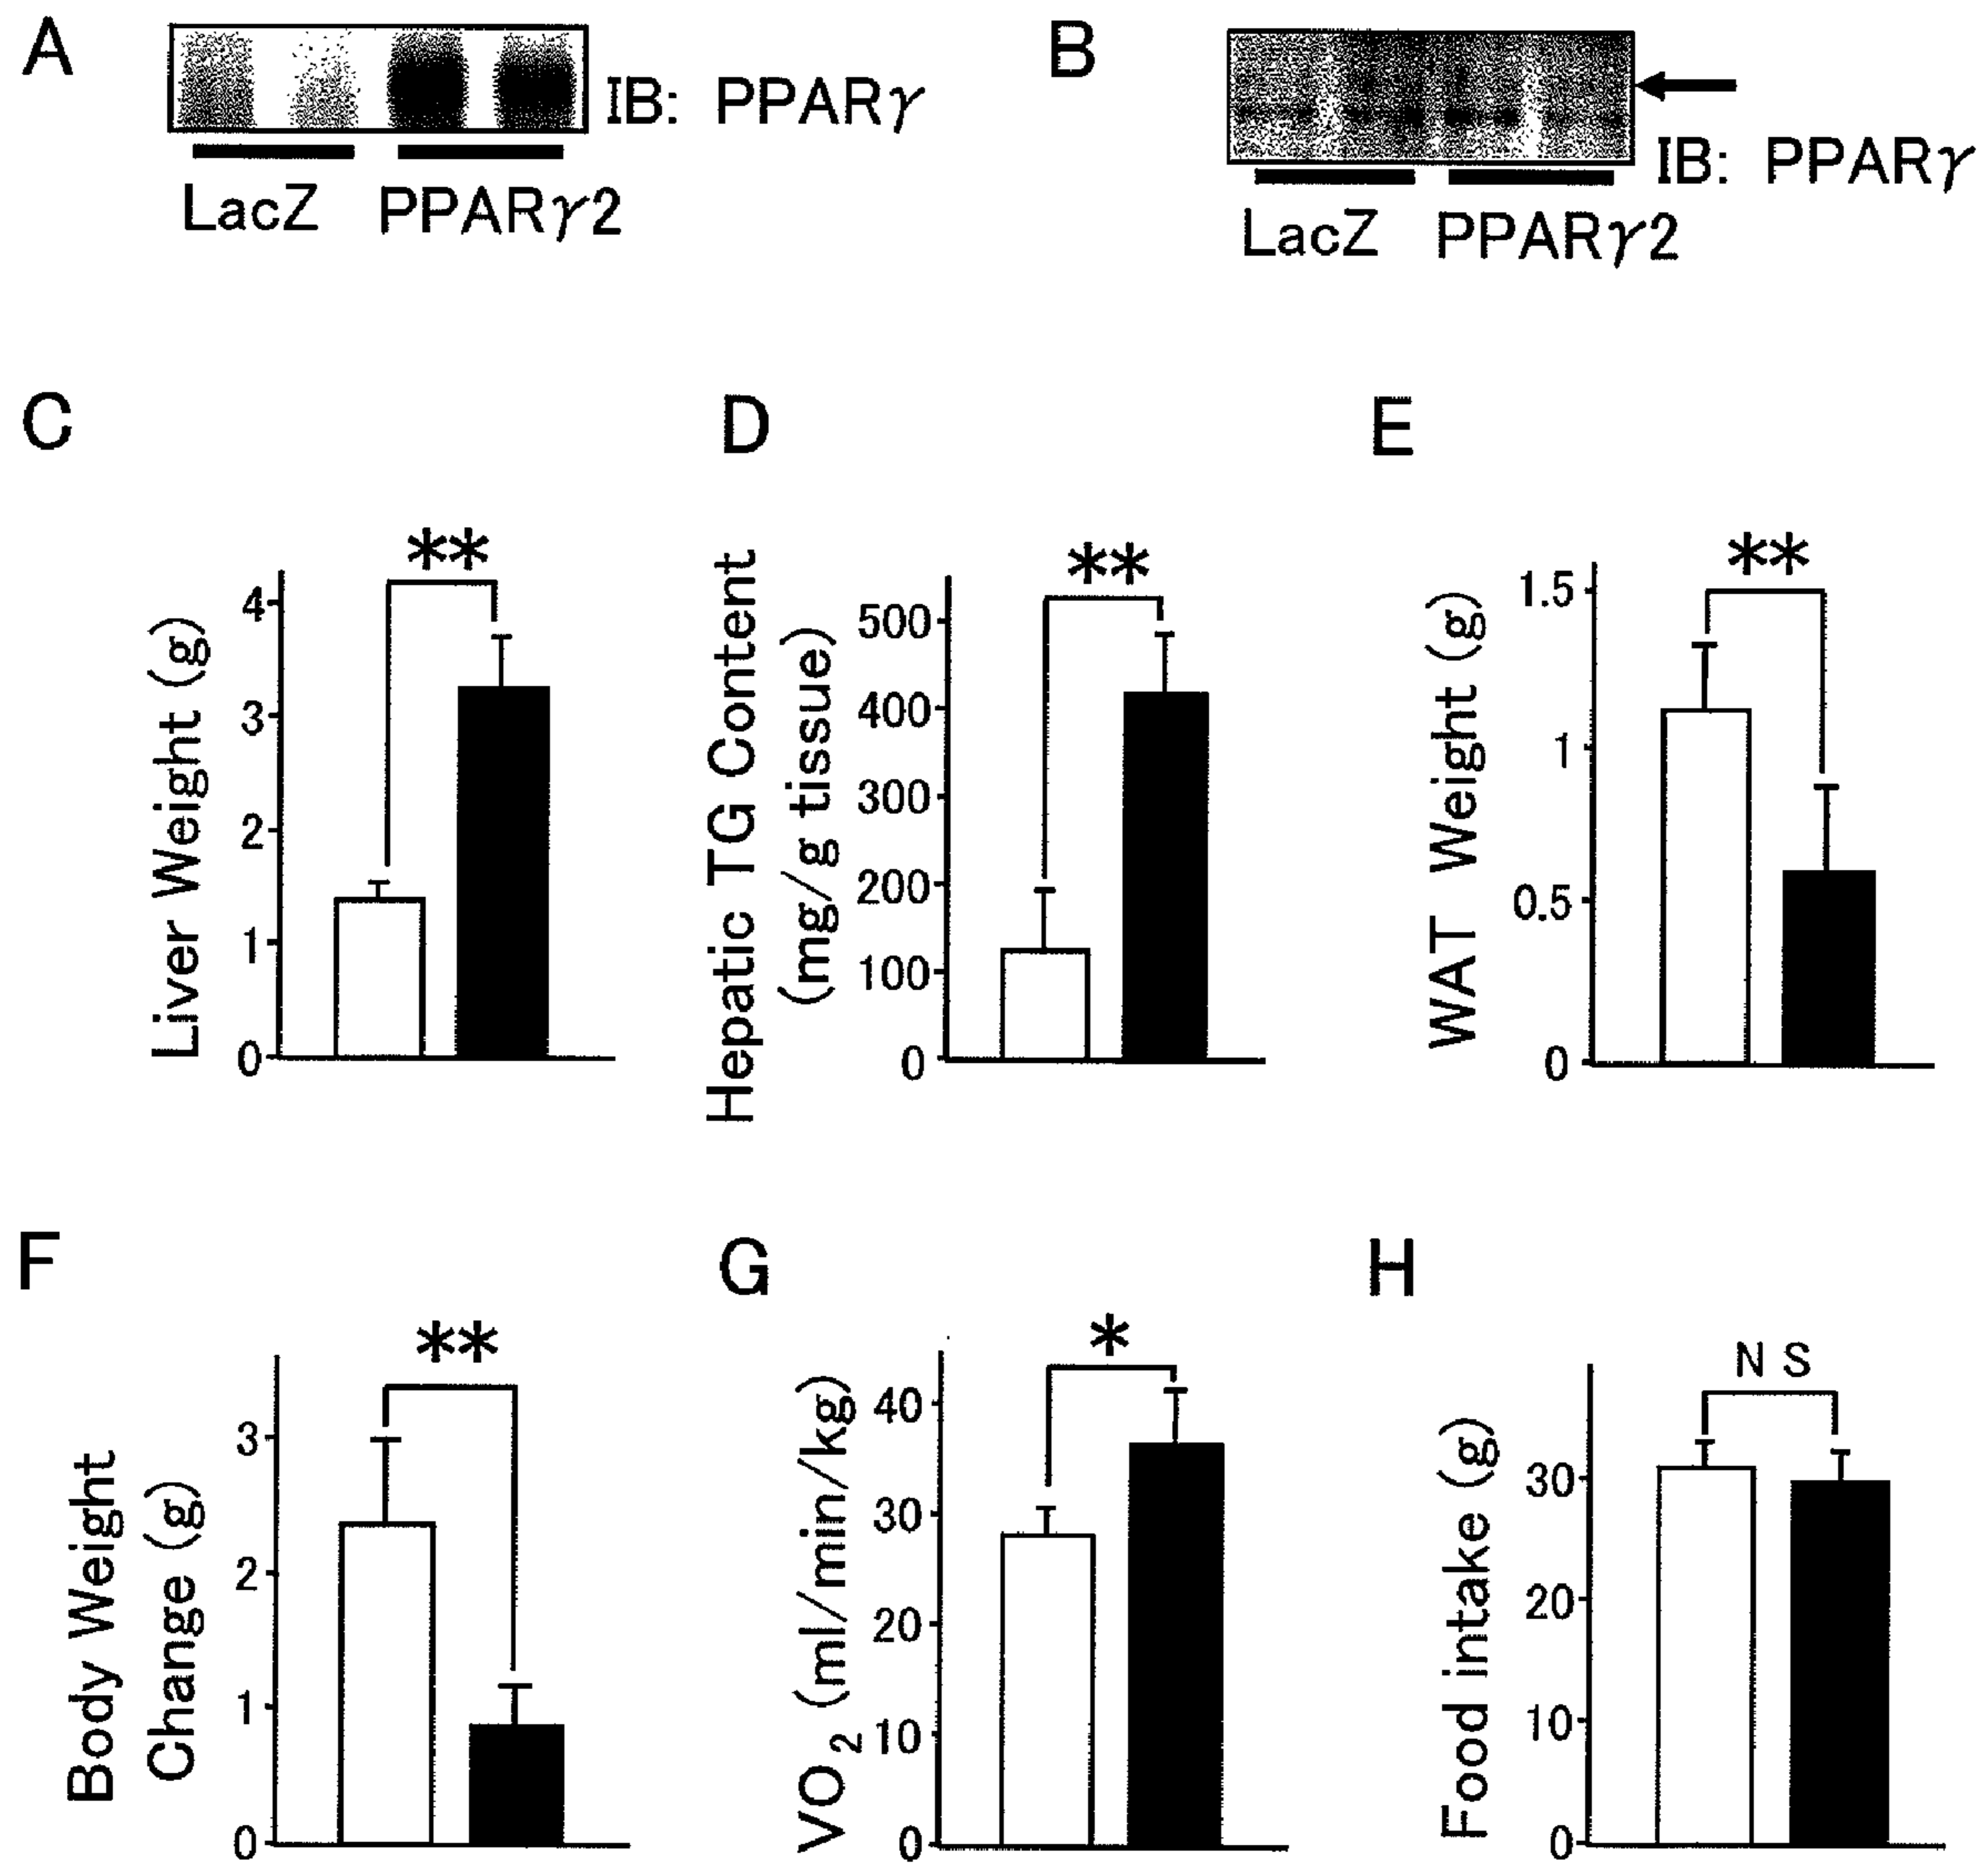 A
IB: PPARγ
LacZ PPARγ2
B
IB: PPARγ
LacZ PPARγ2
C
**
Liver Weight (g)
4
3
2
1
0
D
**
Hepatic TG Content
(mg/g tissue)
500
400
300
200
100
0
E
**
WAT Weight (g)
1.5
1
0.5
0
F
**
Body Weight
Change (g)
3
2
1
0
G
*
VO2 (ml/min/kg)
40
30
20
10
0
H
NS
Food intake (g)
30
20
10
0